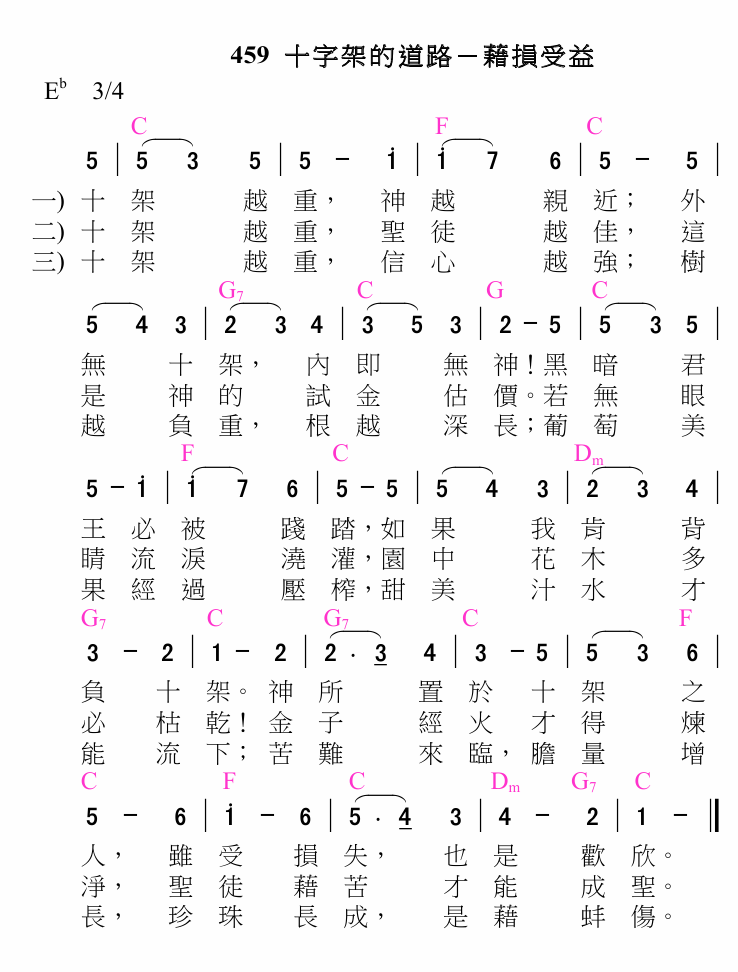 459 十字架的道路－藉損受益
E♭ 3/4
C F C
5 | 5 3 5 | 5 - i | i 7 6 | 5 - 5 |
一) 十 架 越 重， 神 越 親 近； 外
二) 十 架 越 重， 聖 徒 越 佳， 這
三) 十 架 越 重， 信 心 越 強； 樹
G7 C G C
5 4 3 | 2 3 4 | 3 5 3 | 2 - 5 | 5 3 5 |
無 十 架， 內 即 無 神！黑 暗 君
是 神 的 試 金 估 價。若 無 眼
越 負 重， 根 越 深 長；葡 萄 美
F C Dm
5 - i | i 7 6 | 5 - 5 | 5 4 3 | 2 3 4 |
王 必 被 踐 踏，如 果 我 肯 背
睛 流 淚 澆 灌，園 中 花 木 多
果 經 過 壓 榨，甜 美 汁 水 才
G7 C G7 C F
3 - 2 | 1 - 2 | 2 . 3 4 | 3 - 5 | 5 3 6 |
負 十 架。 神 所 置 於 十 架 之
必 枯 乾！ 金 子 經 火 才 得 煉
能 流 下； 苦 難 來 臨， 膽 量 增
C F C Dm G7 C
5 - 6 | i - 6 | 5 . 4 3 | 4 - 2 | 1 - ||
人， 雖 受 損 失， 也 是 歡 欣。
淨， 聖 徒 藉 苦 才 能 成 聖。
長， 珍 珠 長 成， 是 藉 蚌 傷。